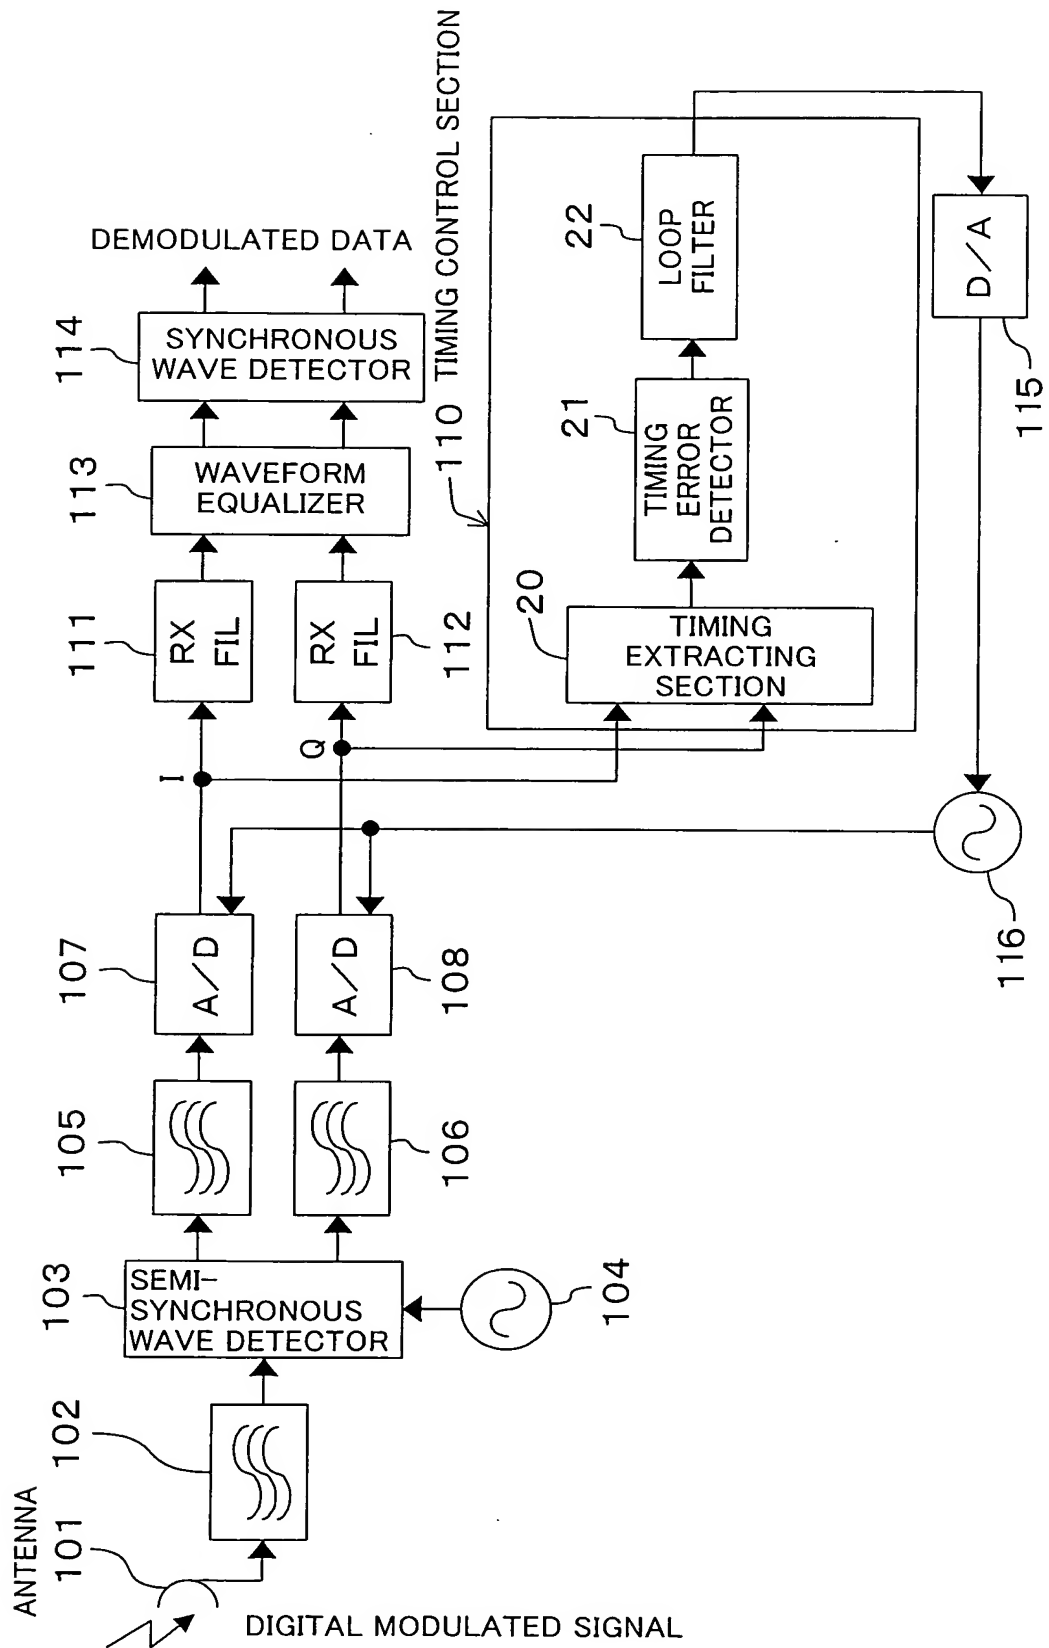 ANTENNA
101
DIGITAL MODULATED SIGNAL
102
103
SEMI-
SYNCHRONOUS
WAVE DETECTOR
104
105
106
107
A/D
108
A/D
I
Q
111
RX
FIL
112
RX
FIL
113
WAVEFORM
EQUALIZER
114
SYNCHRONOUS
WAVE DETECTOR
DEMODULATED DATA
110 TIMING CONTROL SECTION
20
TIMING
EXTRACTING
SECTION
21
TIMING
ERROR
DETECTOR
22
LOOP
FILTER
D/A
115
116